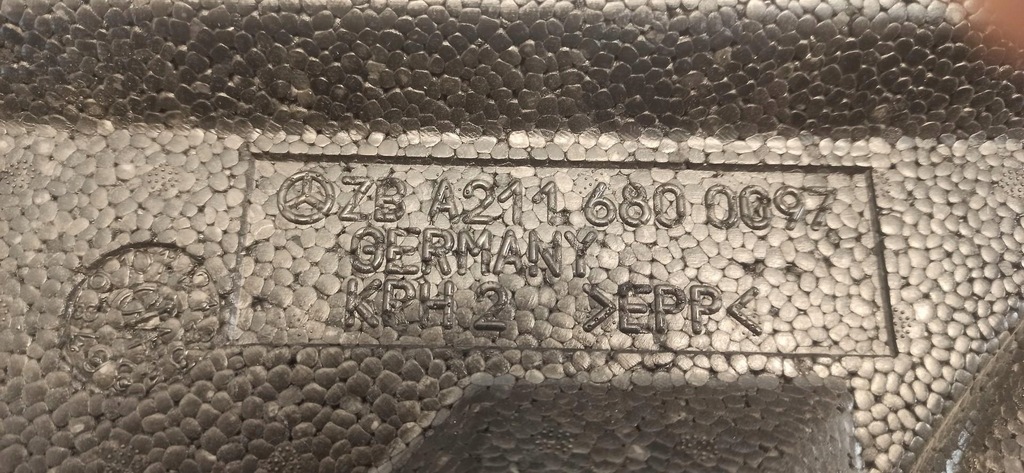 ZB A211 680 0097
GERMANY
KPH 2 >EPP<